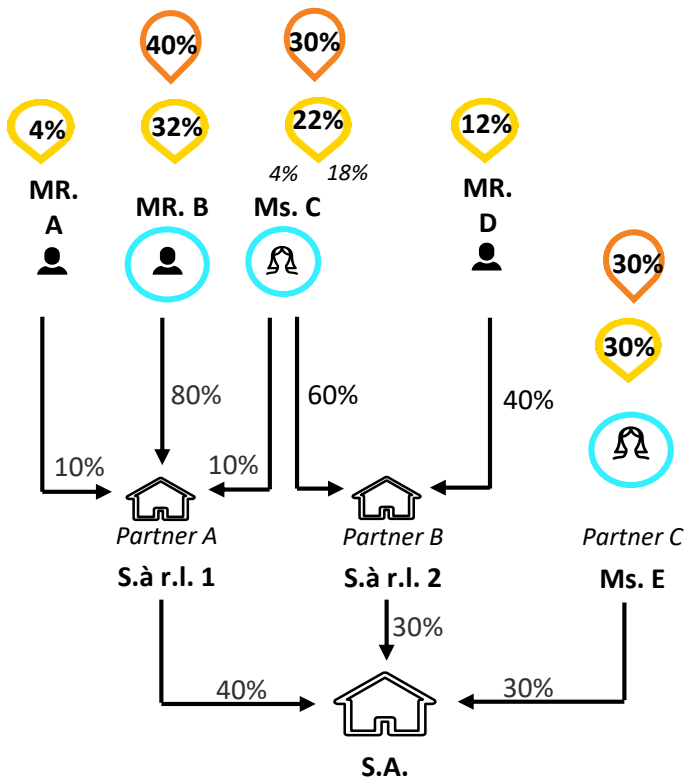 40%
30%
4%
32%
22%
12%
4%
18%
MR.
A
MR. B
Ms. C
MR.
D
30%
30%
80%
60%
40%
10%
10%
Partner A
Partner B
Partner C
S.à r.l. 1
S.à r.l. 2
Ms. E
30%
40%
30%
S.A.